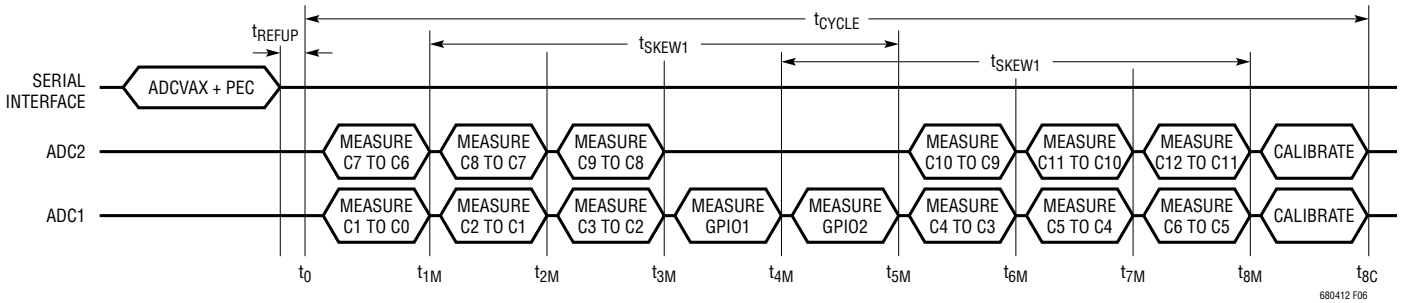 tCYCLE
tREFUP
tSKEW1
tSKEW1
SERIAL
INTERFACE
ADCVAX + PEC
ADC2
MEASURE
C7 TO C6
MEASURE
C8 TO C7
MEASURE
C9 TO C8
MEASURE
C10 TO C9
MEASURE
C11 TO C10
MEASURE
C12 TO C11
CALIBRATE
ADC1
MEASURE
C1 TO C0
MEASURE
C2 TO C1
MEASURE
C3 TO C2
MEASURE
GPIO1
MEASURE
GPIO2
MEASURE
C4 TO C3
MEASURE
C5 TO C4
MEASURE
C6 TO C5
CALIBRATE
t0 t1M t2M t3M t4M t5M t6M t7M t8M t8C
680412 F06